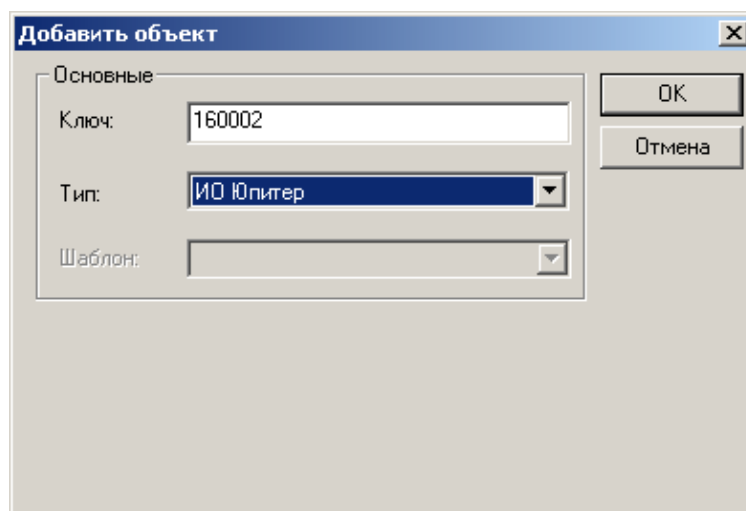 Добавить объект
Основные
Ключ:
160002
OK
Отмена
Тип:
ИО Юпитер
Шаблон: